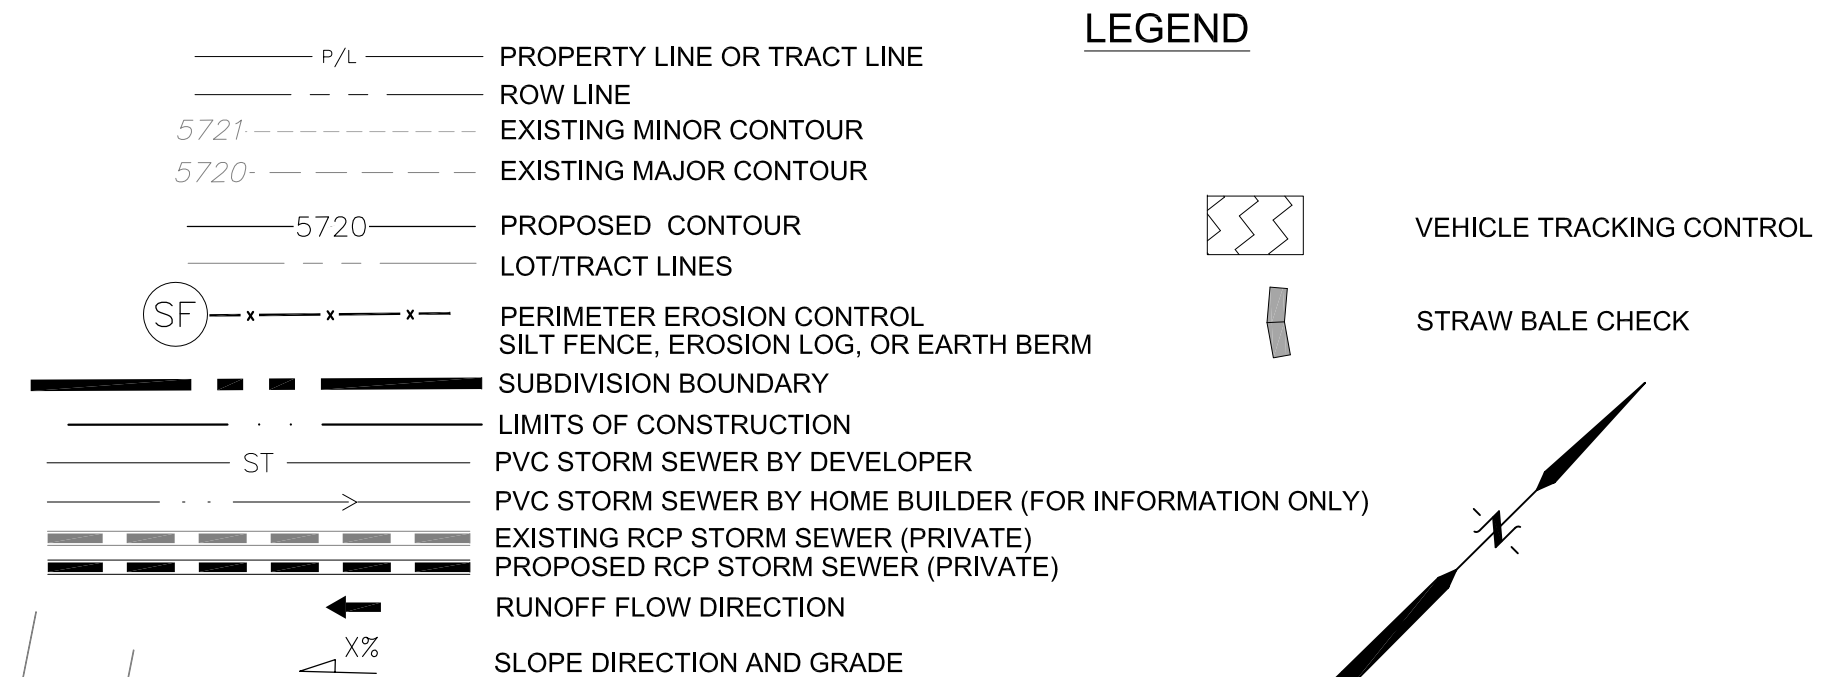 LEGEND
P/L PROPERTY LINE OR TRACT LINE
ROW LINE
5721 EXISTING MINOR CONTOUR
5720 EXISTING MAJOR CONTOUR
5720 PROPOSED CONTOUR
LOT/TRACT LINES
SF x x x PERIMETER EROSION CONTROL
SILT FENCE, EROSION LOG, OR EARTH BERM
SUBDIVISION BOUNDARY
LIMITS OF CONSTRUCTION
ST PVC STORM SEWER BY DEVELOPER
PVC STORM SEWER BY HOME BUILDER (FOR INFORMATION ONLY)
EXISTING RCP STORM SEWER (PRIVATE)
PROPOSED RCP STORM SEWER (PRIVATE)
RUNOFF FLOW DIRECTION
X% SLOPE DIRECTION AND GRADE
VEHICLE TRACKING CONTROL
STRAW BALE CHECK
N